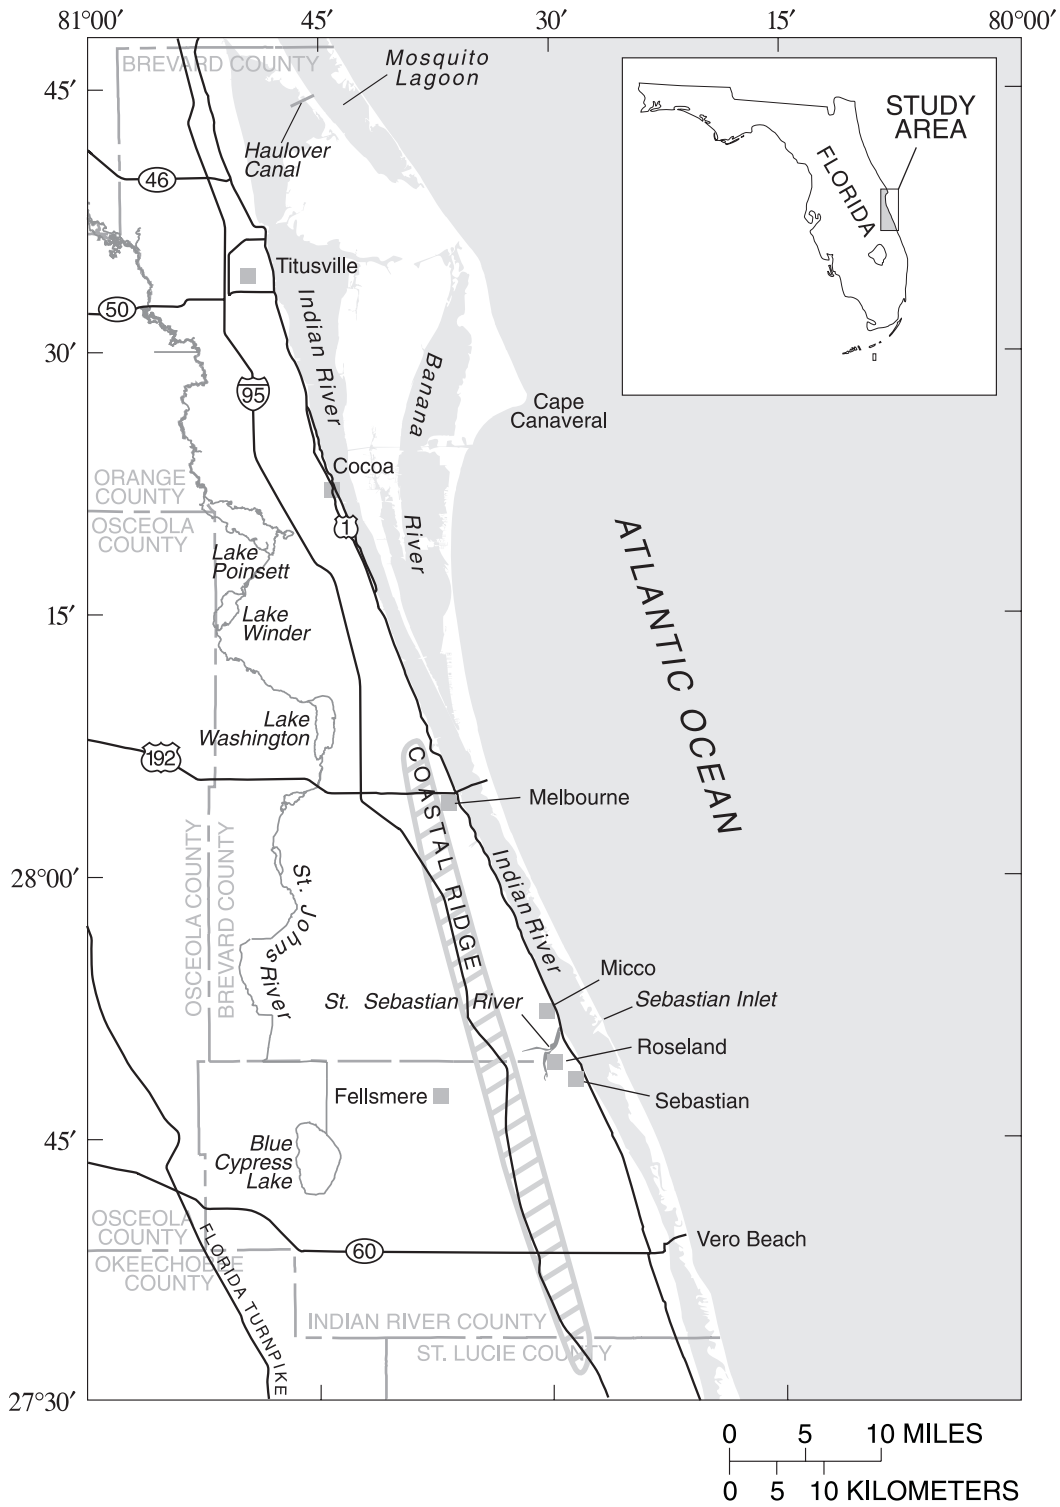 81°00′
45′
30′
15′
80°00′
BREVARD COUNTY
Mosquito
Lagoon
45′
STUDY
AREA
Haulover
Canal
FLORIDA
46
Titusville
50
Indian River
30′
Banana
River
95
Cape
Canaveral
Cocoa
ORANGE
COUNTY
OSCEOLA
COUNTY
1
Lake
Poinsett
ATLANTIC OCEAN
15′
Lake
Winder
Lake
Washington
192
COASTAL RIDGE
Melbourne
28°00′
OSCEOLA COUNTY
BREVARD COUNTY
St. Johns
River
Indian River
Micco
St. Sebastian River
Sebastian Inlet
Roseland
Fellsmere
Sebastian
45′
Blue
Cypress
Lake
OSCEOLA
COUNTY
Vero Beach
60
OKEECHOBEE
COUNTY
FLORIDA TURNPIKE
INDIAN RIVER COUNTY
ST. LUCIE COUNTY
27°30′
0 5 10 MILES
0 5 10 KILOMETERS